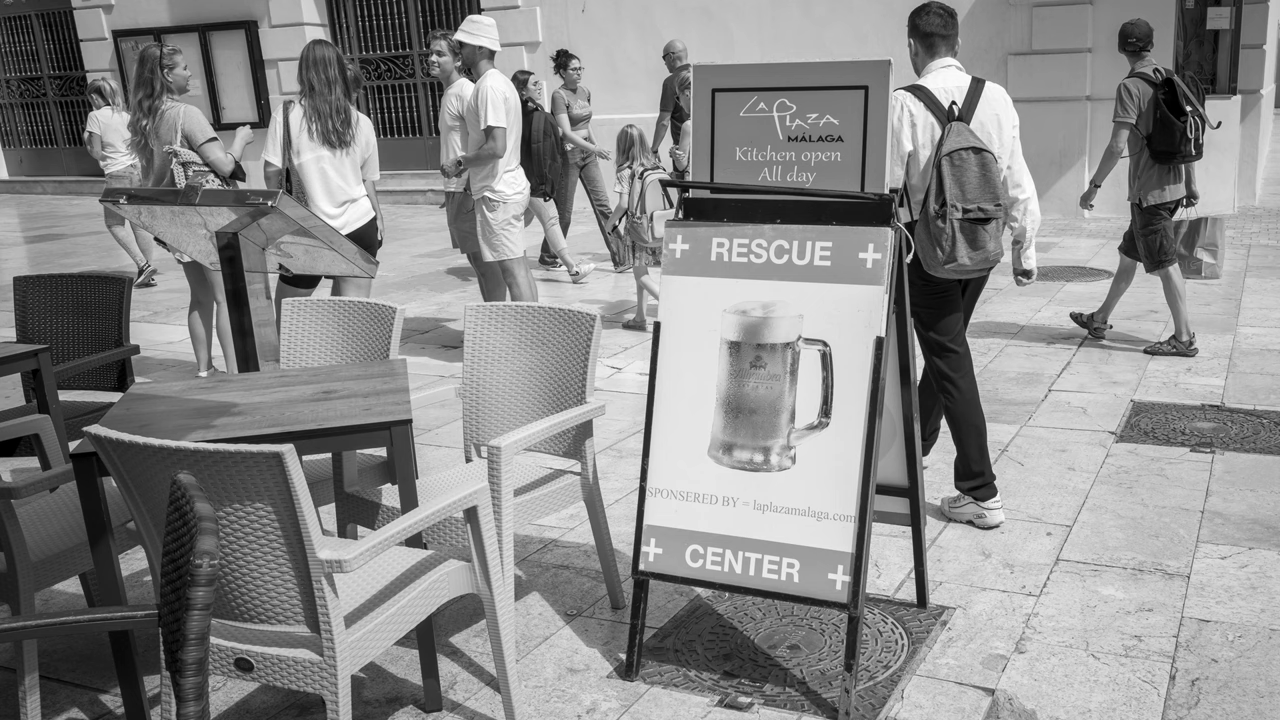 LA PLAZA
MÁLAGA
Kitchen open
All day
+ RESCUE +
SPONSERED BY = laplazamalaga.com
+ CENTER +